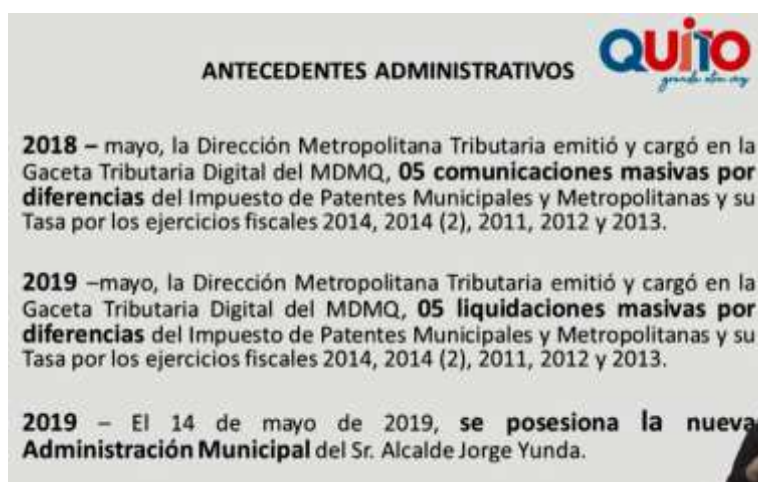 QUITO
grande otra vez
ANTECEDENTES ADMINISTRATIVOS
2018 – mayo, la Dirección Metropolitana Tributaria emitió y cargó en la
Gaceta Tributaria Digital del MDMQ, 05 comunicaciones masivas por
diferencias del Impuesto de Patentes Municipales y Metropolitanas y su
Tasa por los ejercicios fiscales 2014, 2014 (2), 2011, 2012 y 2013.
2019 –mayo, la Dirección Metropolitana Tributaria emitió y cargó en la
Gaceta Tributaria Digital del MDMQ, 05 liquidaciones masivas por
diferencias del Impuesto de Patentes Municipales y Metropolitanas y su
Tasa por los ejercicios fiscales 2014, 2014 (2), 2011, 2012 y 2013.
2019 – El 14 de mayo de 2019, se posesiona la nueva
Administración Municipal del Sr. Alcalde Jorge Yunda.